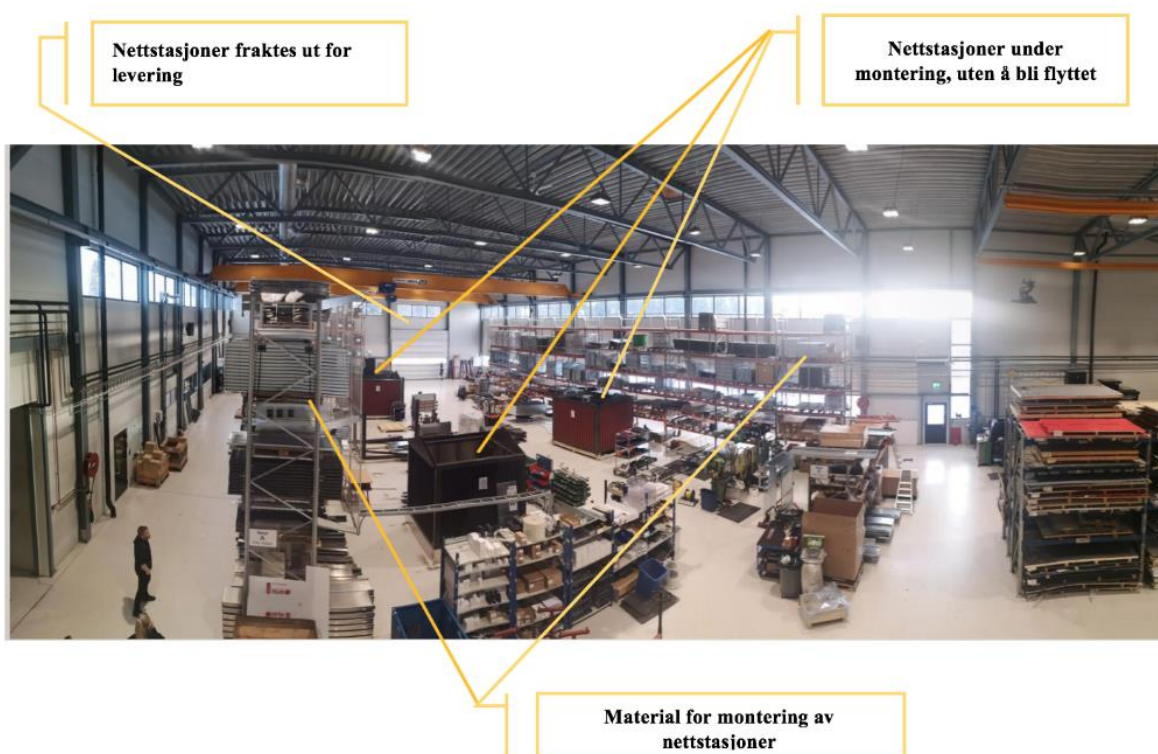 Nettstasjoner fraktes ut for
levering
Nettstasjoner under
montering, uten å bli flyttet
Material for montering av
nettstasjoner